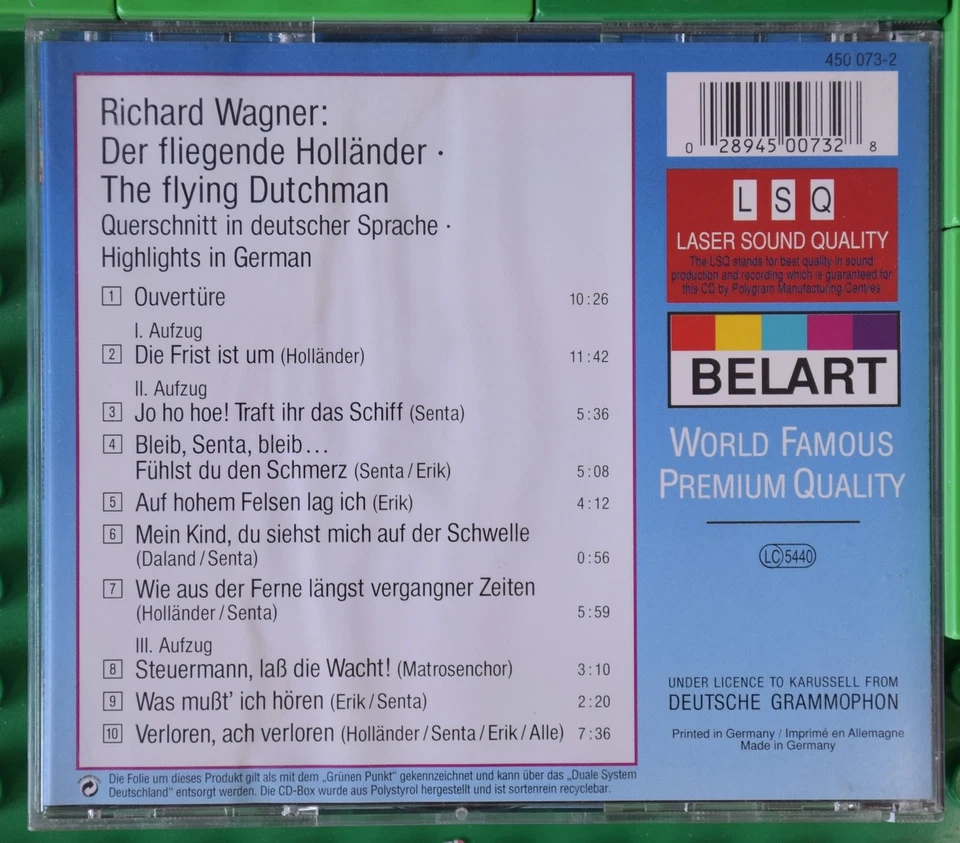 450 073-2
Richard Wagner:
Der fliegende Holländer ·
The flying Dutchman
Querschnitt in deutscher Sprache ·
Highlights in German
1 Ouvertüre 10:26
I. Aufzug
2 Die Frist ist um (Holländer) 11:42
II. Aufzug
3 Jo ho hoe! Traft ihr das Schiff (Senta) 5:36
4 Bleib, Senta, bleib...
Fühlst du den Schmerz (Senta/Erik) 5:08
5 Auf hohem Felsen lag ich (Erik) 4:12
6 Mein Kind, du siehst mich auf der Schwelle
(Daland/Senta) 0:56
7 Wie aus der Ferne längst vergangner Zeiten
(Holländer/Senta) 5:59
III. Aufzug
8 Steuermann, laß die Wacht! (Matrosenchor) 3:10
9 Was mußt' ich hören (Erik/Senta) 2:20
10 Verloren, ach verloren (Holländer/Senta/Erik/Alle) 7:36
Die Folie um dieses Produkt gilt als mit dem „Grünen Punkt" gekennzeichnet und kann über das „Duale System
Deutschland" entsorgt werden. Die CD-Box wurde aus Polystyrol hergestellt und ist sortenrein recyclebar.
0 28945 00732 8
LSQ
LASER SOUND QUALITY
The LSQ stands for best quality in sound
production and recording which is guaranteed for
this CD by Polygram Manufacturing Centres
BELART
WORLD FAMOUS
PREMIUM QUALITY
LC 5440
UNDER LICENCE TO KARUSSELL FROM
DEUTSCHE GRAMMOPHON
Printed in Germany / Imprimé en Allemagne
Made in Germany